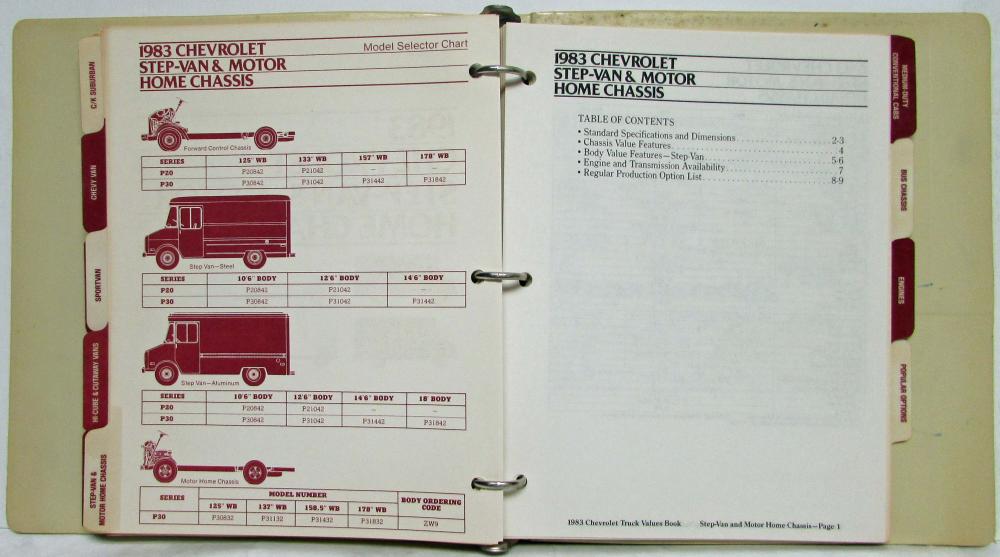 C/K SUBURBAN
CHEVY VAN
SPORTVAN
HI-CUBE & CUTAWAY VANS
STEP-VAN &
MOTOR HOME CHASSIS
1983 CHEVROLET
STEP-VAN & MOTOR
HOME CHASSIS
Model Selector Chart
Forward Control Chassis
SERIES 125" WB 133" WB 157" WB 178" WB
P20 P20842 P21042 — —
P30 P30842 P31042 P31442 P31842
Step Van—Steel
SERIES 10'6" BODY 12'6" BODY 14'6" BODY
P20 P20842 P21042 —
P30 P30842 P31042 P31442
Step Van—Aluminum
SERIES 10'6" BODY 12'6" BODY 14'6" BODY 18' BODY
P20 P20842 P21042 — —
P30 P30842 P31042 P31442 P31842
Motor Home Chassis
SERIES MODEL NUMBER BODY ORDERING
CODE
125" WB 137" WB 158.5" WB 178" WB
P30 P30832 P31132 P31432 P31832 ZW9
1983 CHEVROLET
STEP-VAN & MOTOR
HOME CHASSIS
TABLE OF CONTENTS
• Standard Specifications and Dimensions 2-3
• Chassis Value Features 4
• Body Value Features—Step-Van 5-6
• Engine and Transmission Availability 7
• Regular Production Option List 8-9
1983 Chevrolet Truck Values Book Step-Van and Motor Home Chassis—Page 1
MEDIUM-DUTY
CONVENTIONAL CABS
BUS CHASSIS
ENGINES
POPULAR OPTIONS